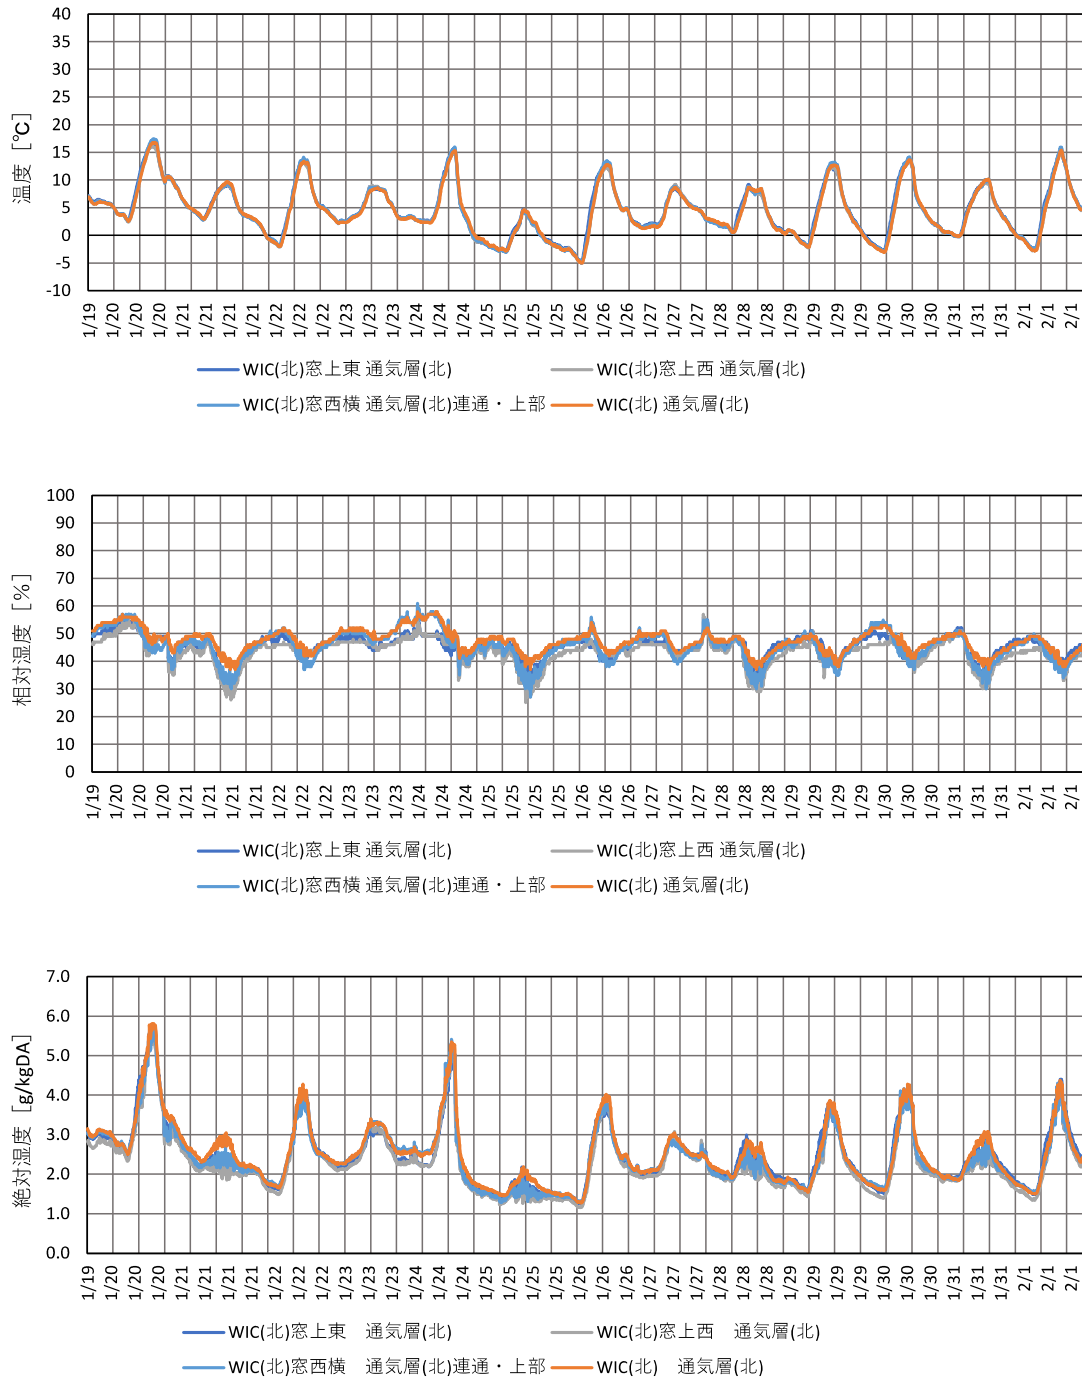 40
35
30
25
20
15
10
5
0
-5
-10
温度［℃］
1/19 1/20 1/20 1/20 1/21 1/21 1/21 1/22 1/22 1/22 1/23 1/23 1/23 1/24 1/24 1/24 1/25 1/25 1/25 1/26 1/26 1/26 1/27 1/27 1/27 1/28 1/28 1/28 1/29 1/29 1/29 1/30 1/30 1/30 1/31 1/31 1/31 2/1 2/1 2/1
WIC(北)窓上東 通気層(北) WIC(北)窓上西 通気層(北)
WIC(北)窓西横 通気層(北)連通・上部 WIC(北) 通気層(北)
100
90
80
70
60
50
40
30
20
10
0
相対湿度［%］
1/19 1/20 1/20 1/20 1/21 1/21 1/21 1/22 1/22 1/22 1/23 1/23 1/23 1/24 1/24 1/24 1/25 1/25 1/25 1/26 1/26 1/26 1/27 1/27 1/27 1/28 1/28 1/28 1/29 1/29 1/29 1/30 1/30 1/30 1/31 1/31 1/31 2/1 2/1 2/1
WIC(北)窓上東 通気層(北) WIC(北)窓上西 通気層(北)
WIC(北)窓西横 通気層(北)連通・上部 WIC(北) 通気層(北)
7.0
6.0
5.0
4.0
3.0
2.0
1.0
0.0
絶対湿度［g/kgDA］
1/19 1/20 1/20 1/20 1/21 1/21 1/21 1/22 1/22 1/22 1/23 1/23 1/23 1/24 1/24 1/24 1/25 1/25 1/25 1/26 1/26 1/26 1/27 1/27 1/27 1/28 1/28 1/28 1/29 1/29 1/29 1/30 1/30 1/30 1/31 1/31 1/31 2/1 2/1 2/1
WIC(北)窓上東　通気層(北) WIC(北)窓上西　通気層(北)
WIC(北)窓西横　通気層(北)連通・上部 WIC(北)　通気層(北)